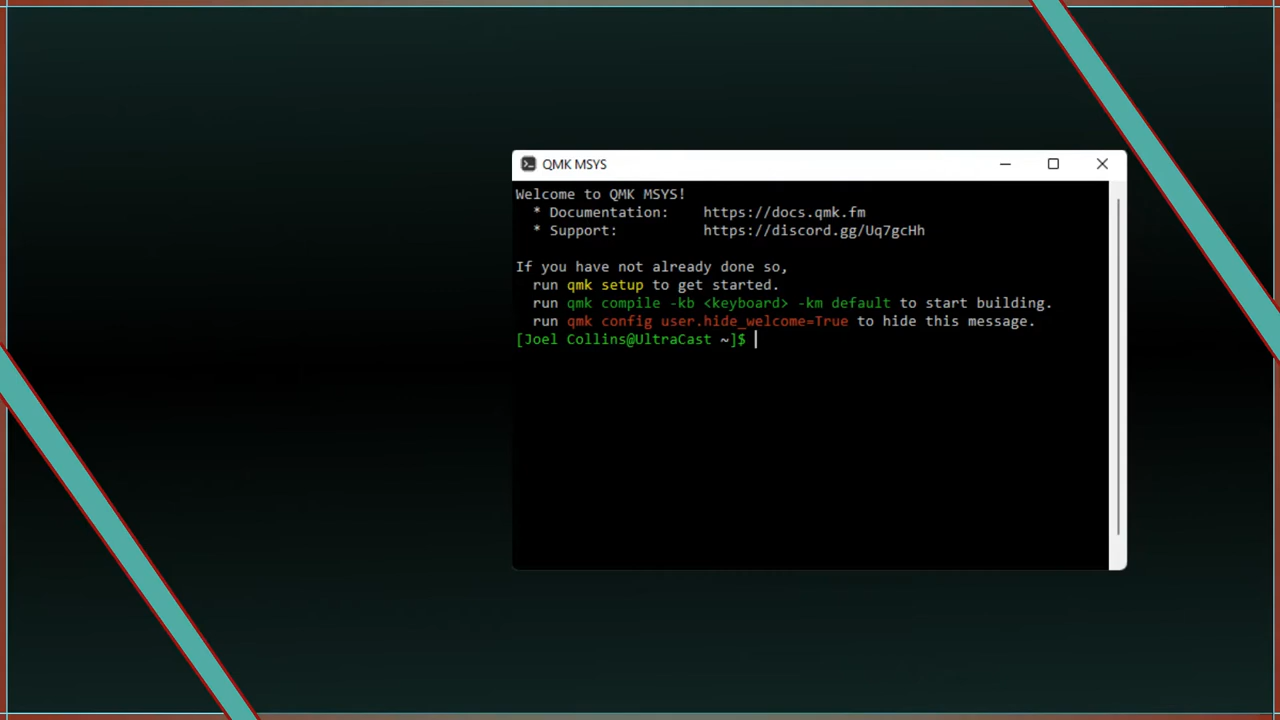 QMK MSYS
Welcome to QMK MSYS!
* Documentation: https://docs.qmk.fm
* Support: https://discord.gg/Uq7gcHh
If you have not already done so,
run qmk setup to get started.
run qmk compile -kb <keyboard> -km default to start building.
run qmk config user.hide_welcome=True to hide this message.
[Joel Collins@UltraCast ~]$